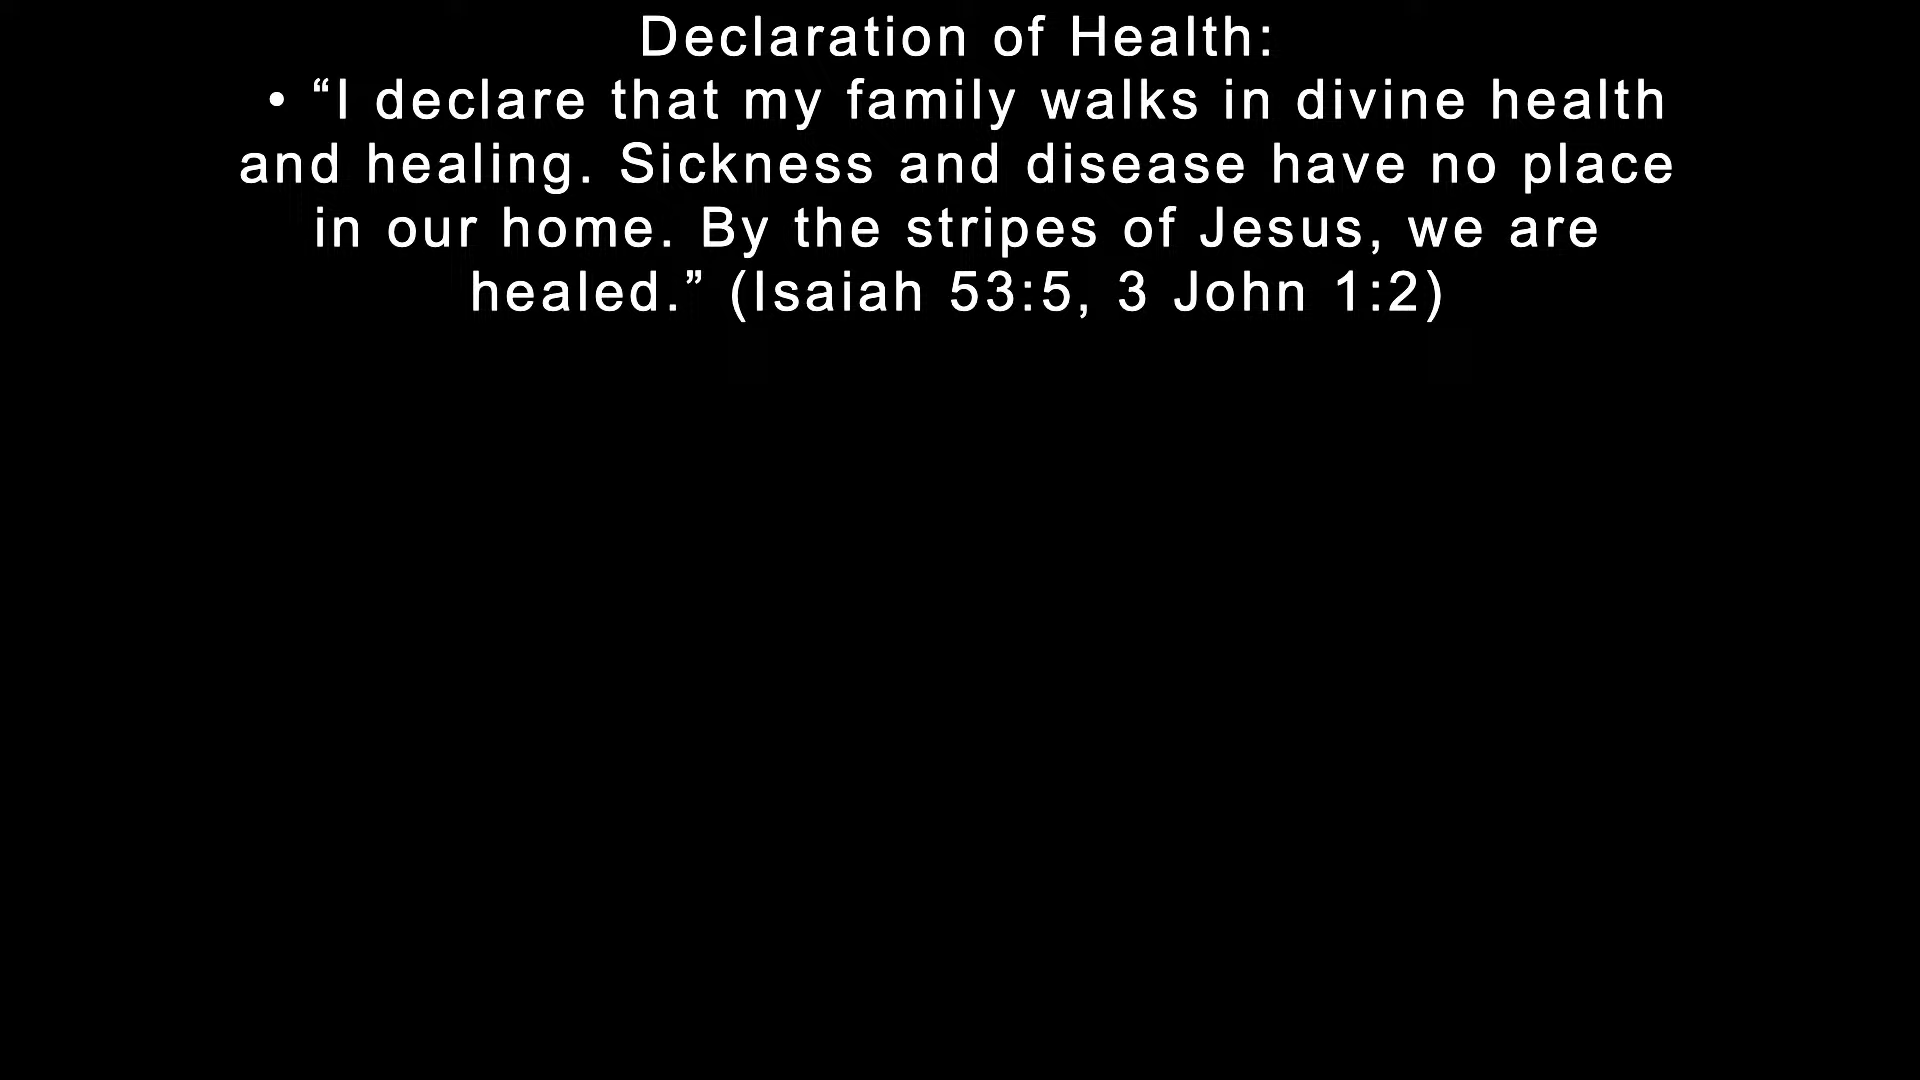 Declaration of Health:
• “I declare that my family walks in divine health
and healing. Sickness and disease have no place
in our home. By the stripes of Jesus, we are
healed.” (Isaiah 53:5, 3 John 1:2)